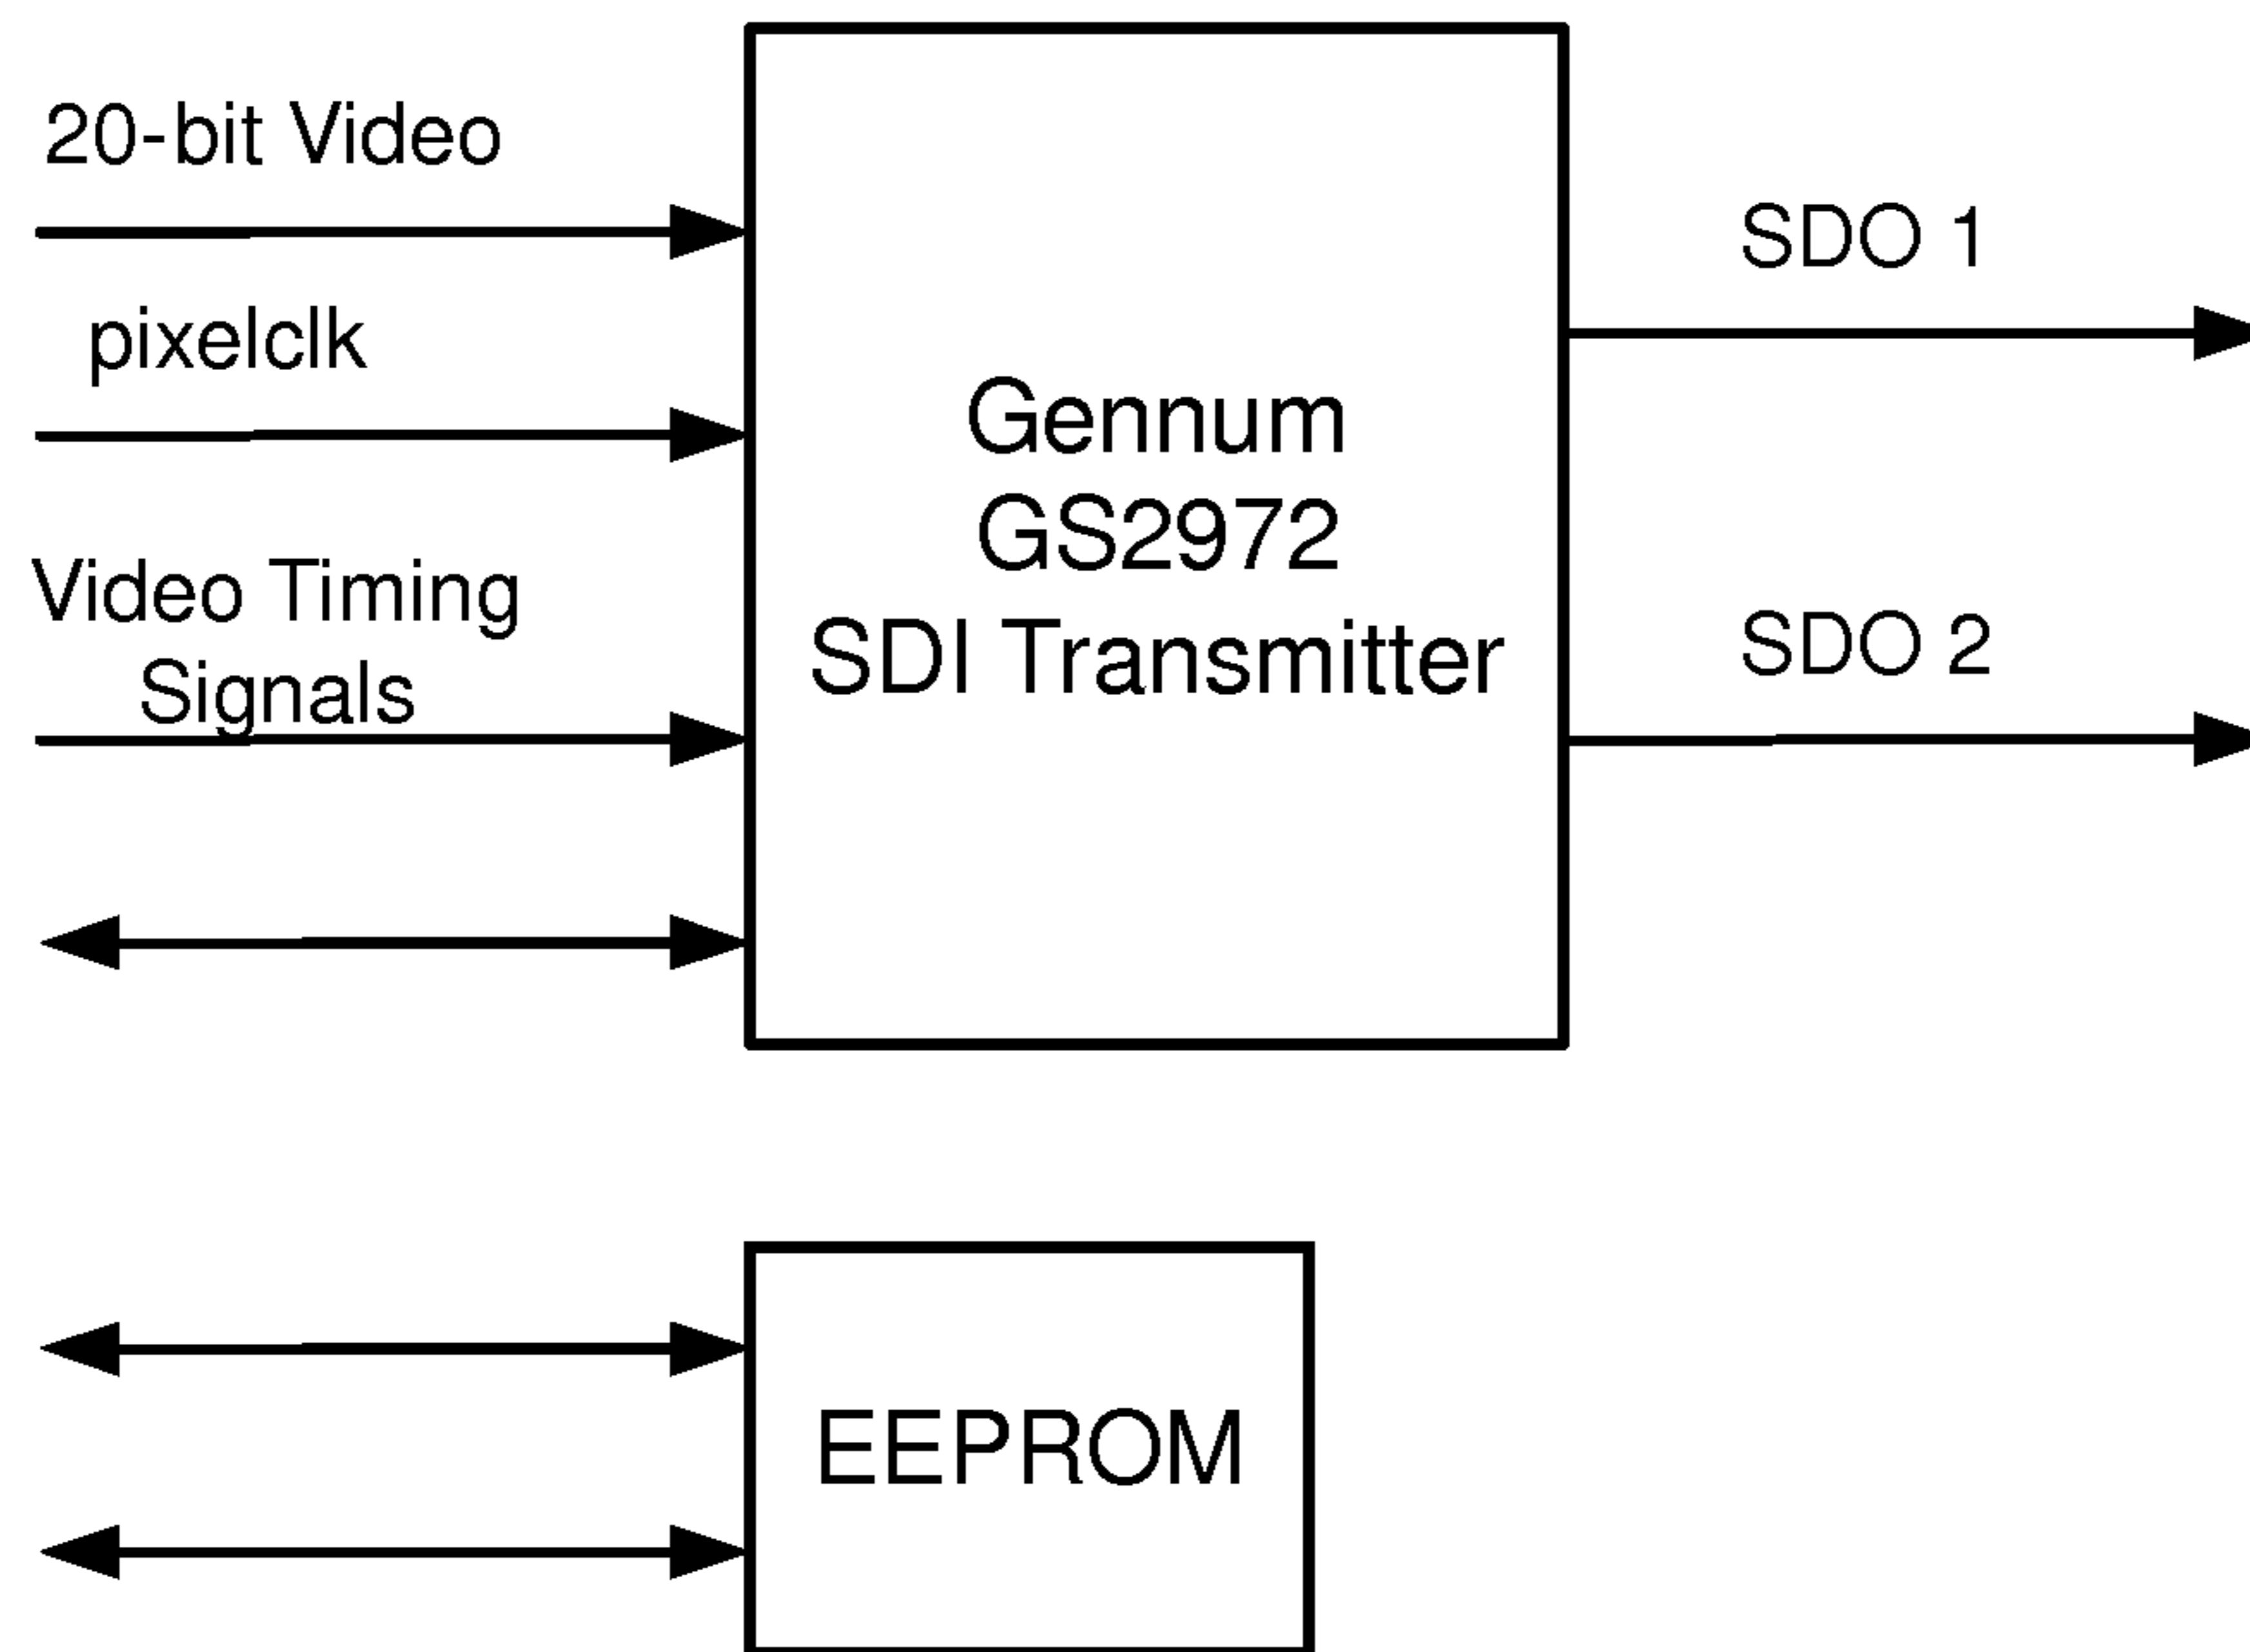 20-bit Video
pixelclk
Video Timing
Signals
Gennum
GS2972
SDI Transmitter
SDO 1
SDO 2
EEPROM